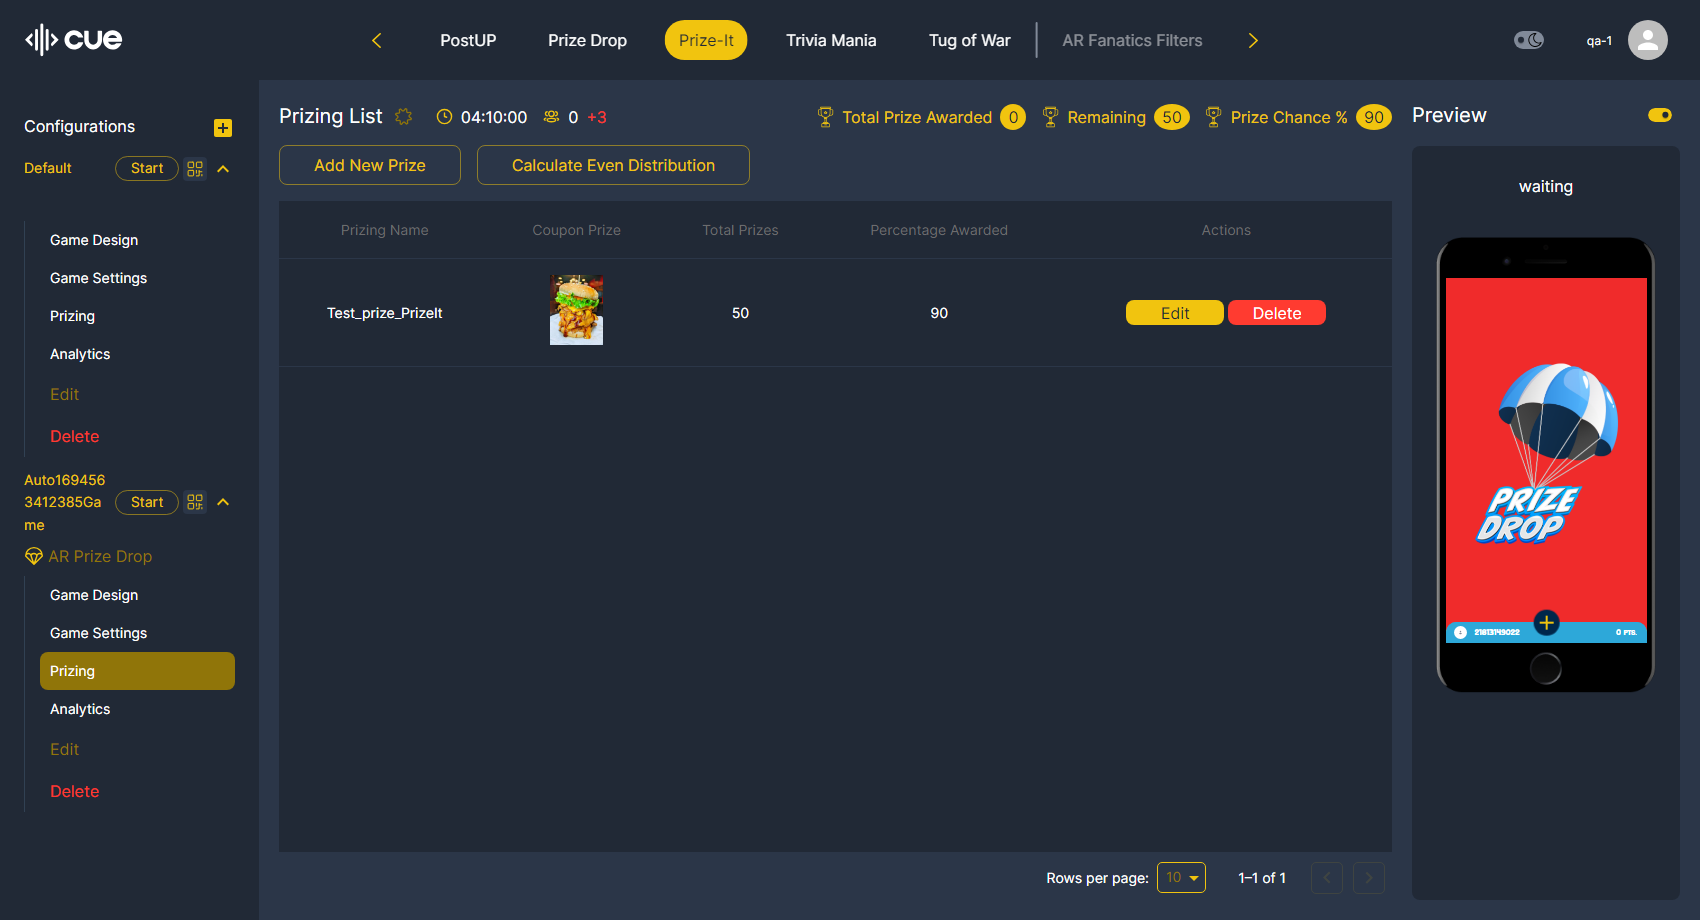 cue
PostUP
Prize Drop
Prize-It
Trivia Mania
Tug of War
AR Fanatics Filters
qa-1
Configurations
Default
Start
Game Design
Game Settings
Prizing
Analytics
Edit
Delete
Auto169456
3412385Ga
me
Start
AR Prize Drop
Game Design
Game Settings
Prizing
Analytics
Edit
Delete
Prizing List
04:10:00
0 +3
Total Prize Awarded 0
Remaining 50
Prize Chance % 90
Add New Prize
Calculate Even Distribution
Prizing Name
Coupon Prize
Total Prizes
Percentage Awarded
Actions
Test_prize_PrizeIt
50
90
Edit
Delete
Rows per page: 10
1–1 of 1
Preview
waiting
PRIZE
DROP
0 PTS.